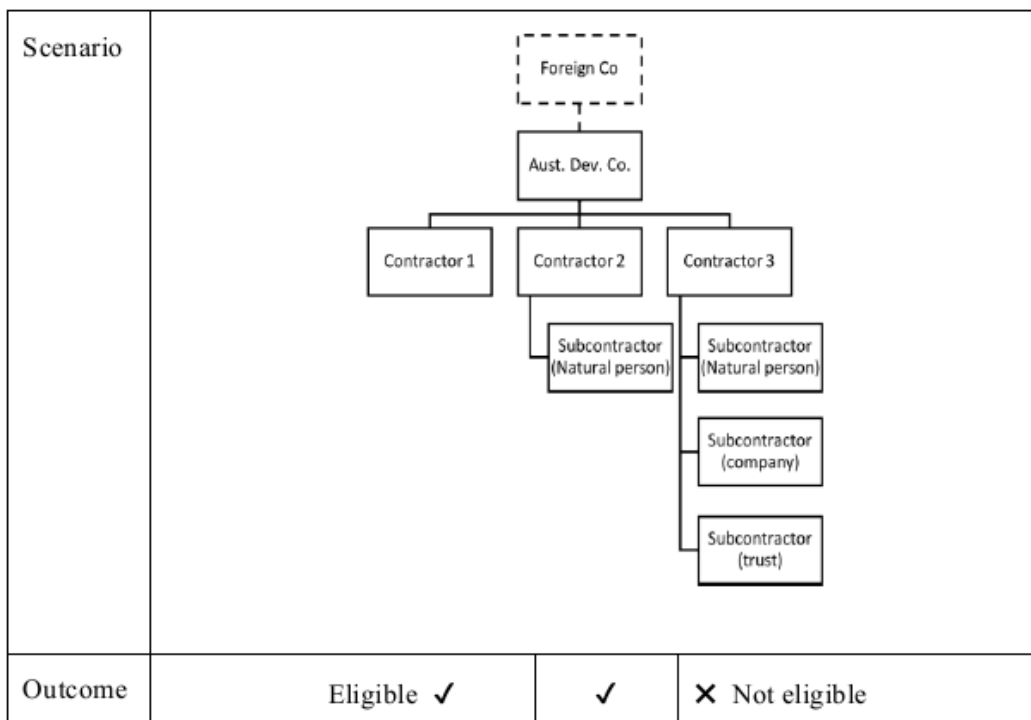 Scenario
Foreign Co
Aust. Dev. Co.
Contractor 1
Contractor 2
Contractor 3
Subcontractor
(Natural person)
Subcontractor
(Natural person)
Subcontractor
(company)
Subcontractor
(trust)
Outcome
Eligible ✓
✓
✕ Not eligible